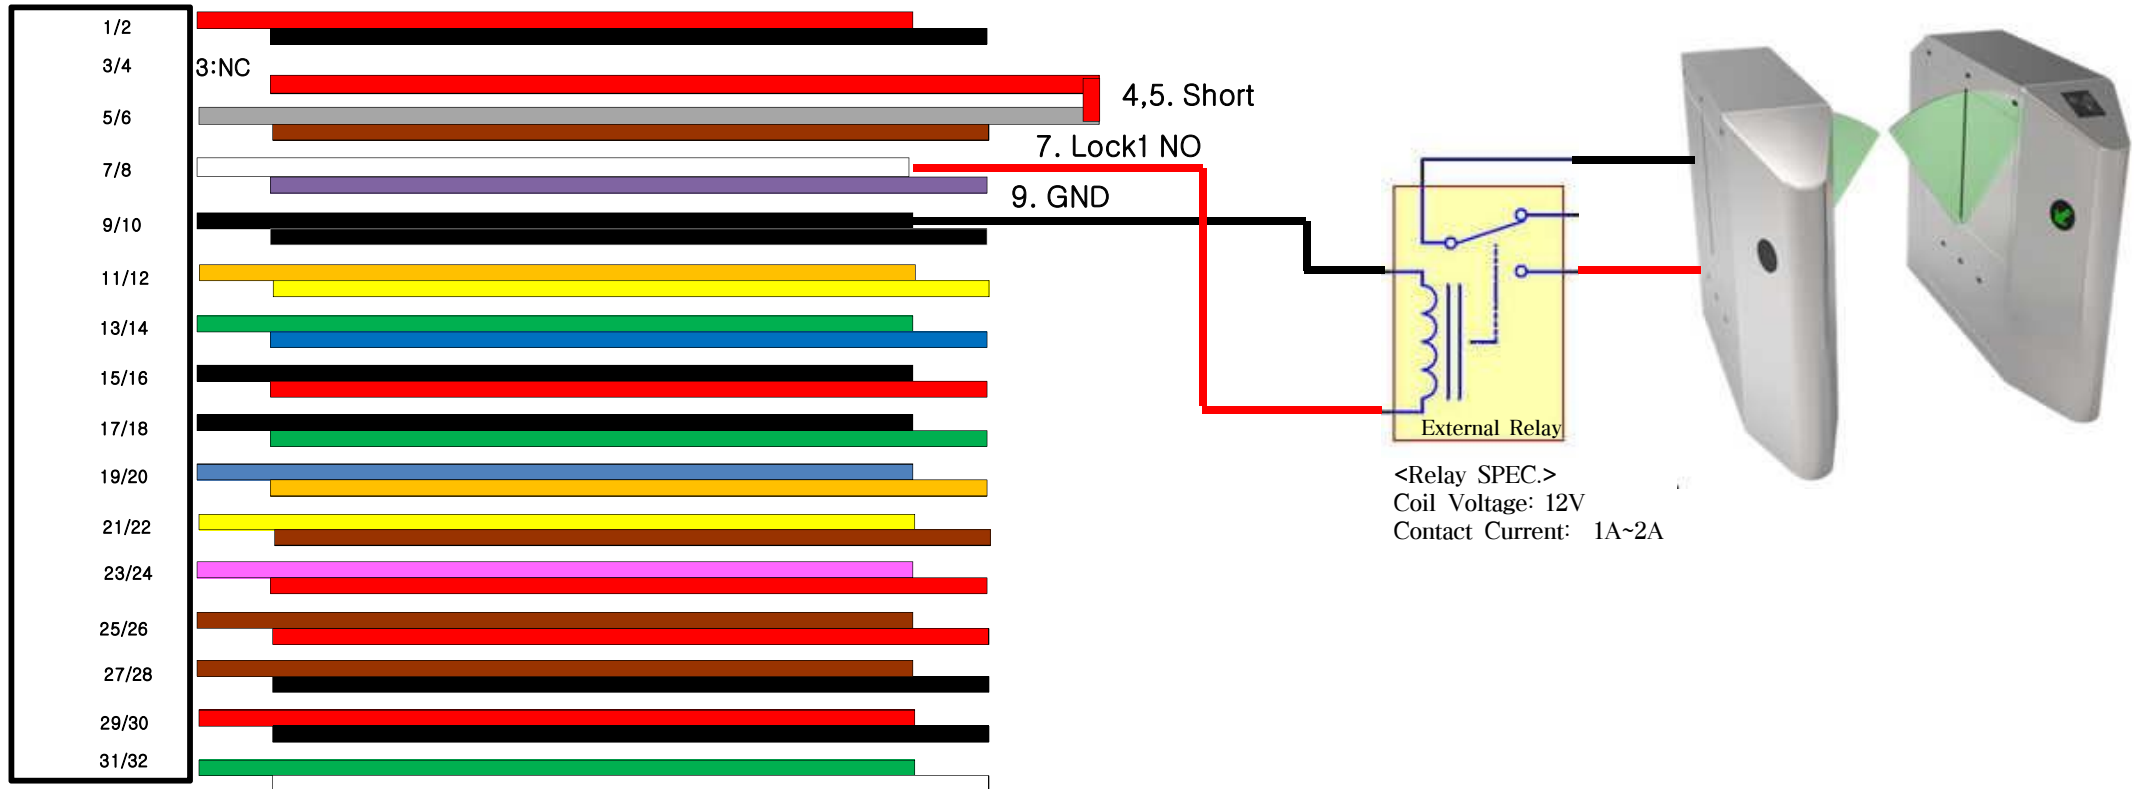 1/2
3/4
3:NC
4,5. Short
5/6
7. Lock1 NO
7/8
9. GND
9/10
11/12
13/14
15/16
17/18
External Relay
19/20
<Relay SPEC.>
Coil Voltage: 12V
21/22
Contact Current: 1A~2A
23/24
25/26
27/28
29/30
31/32